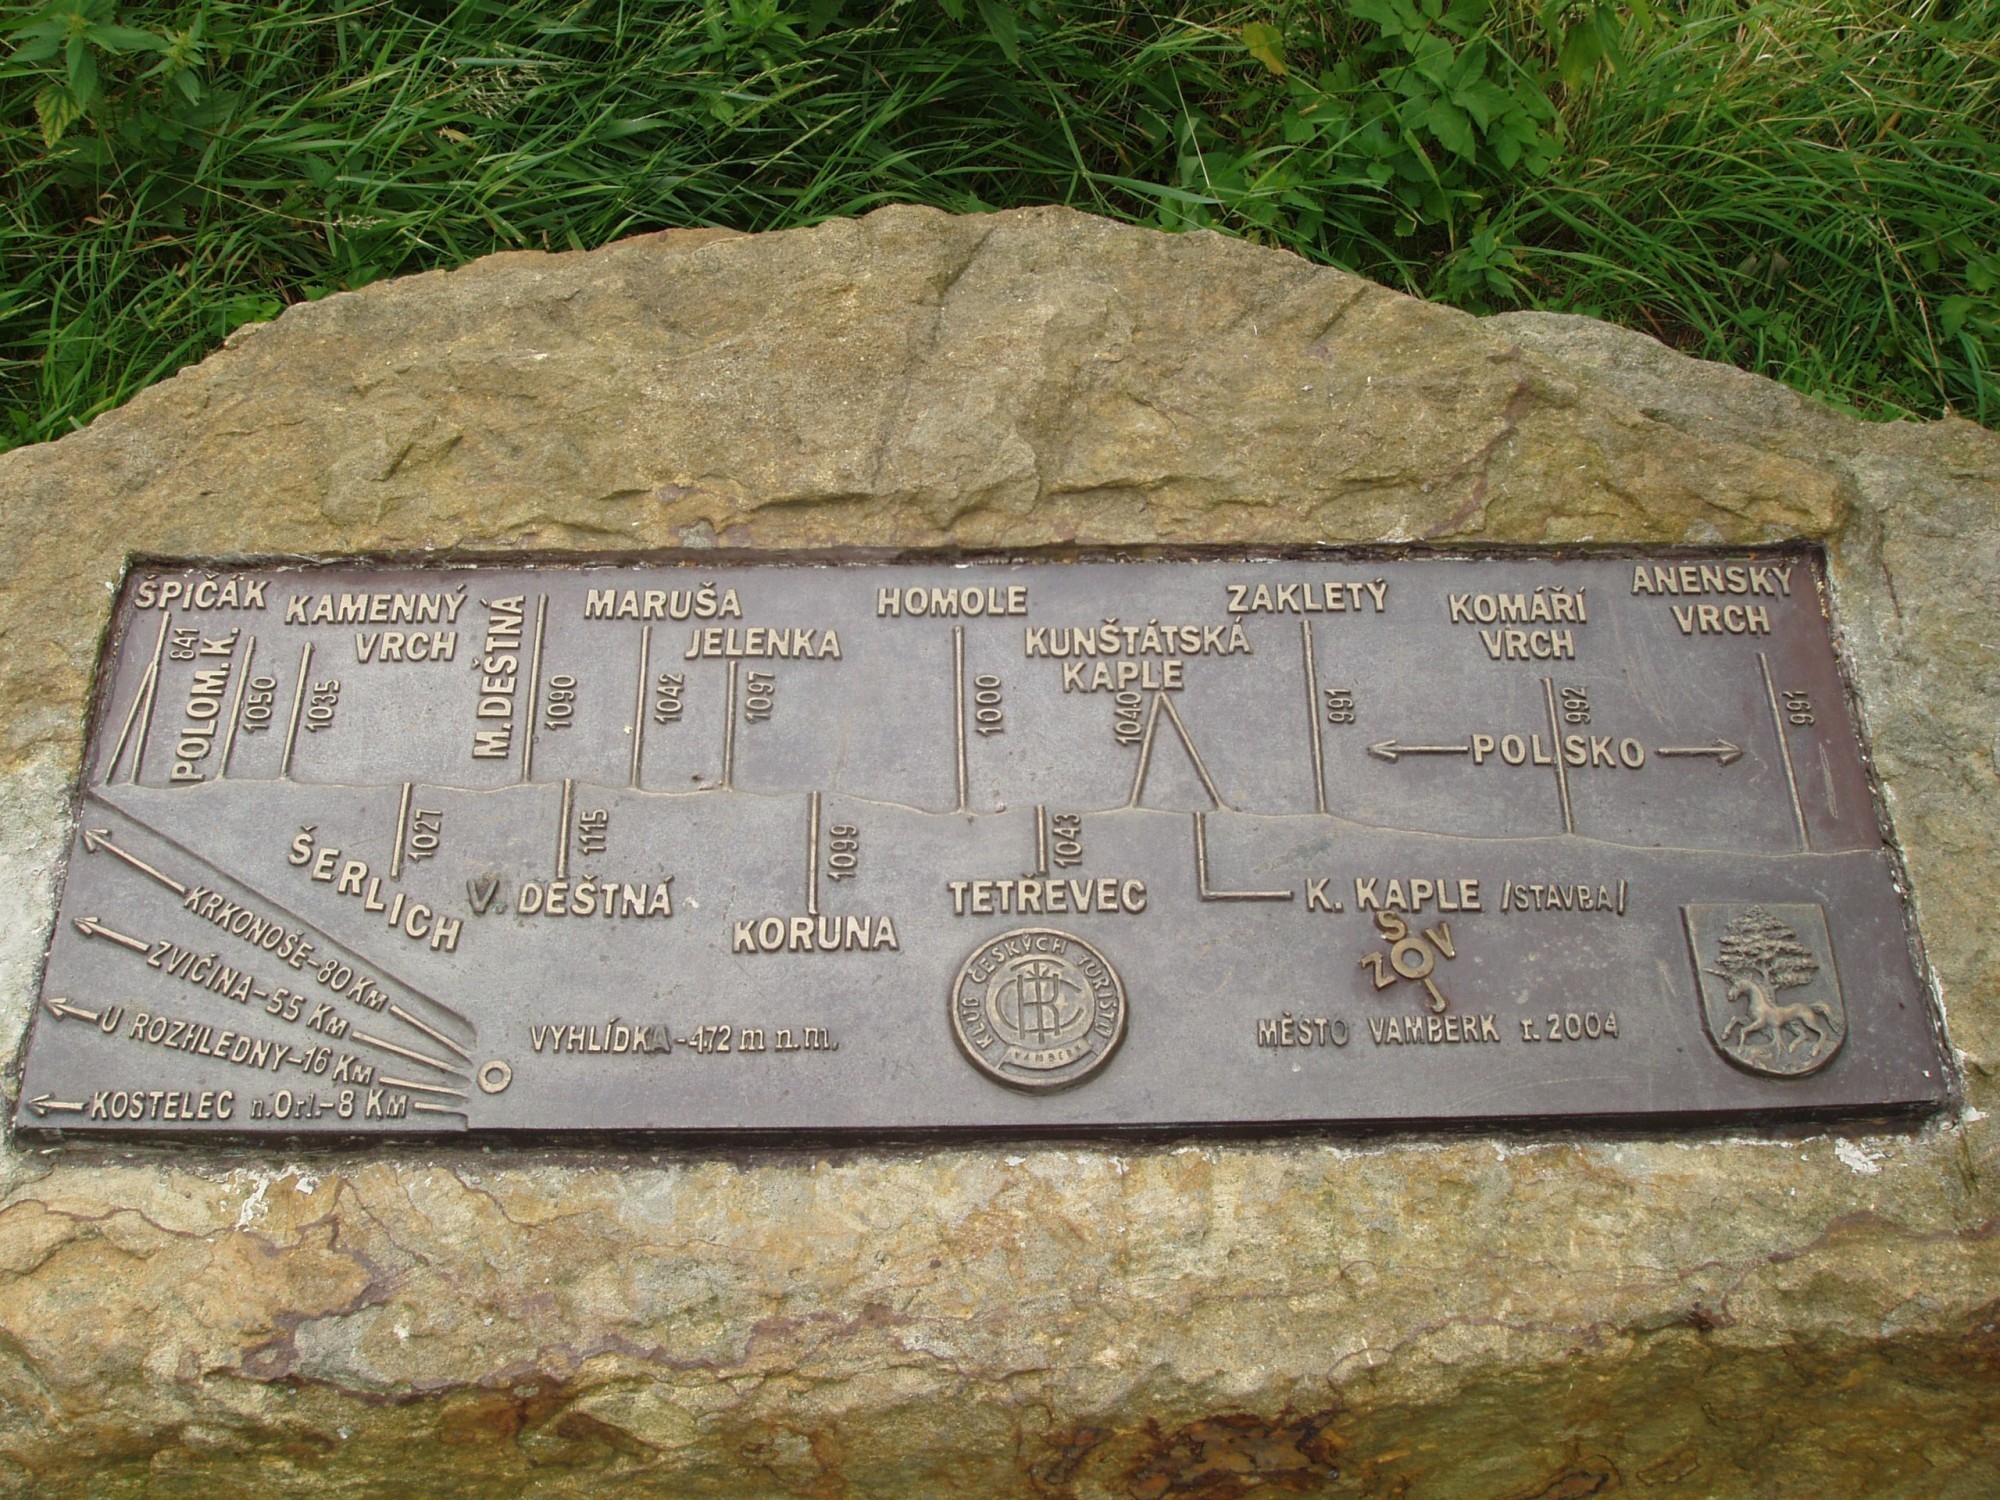 ŠPIČÁK
841
POLOM. K.
1050
KAMENNÝ
VRCH
1035
M. DEŠTNÁ
1090
MARUŠA
1042
JELENKA
1097
HOMOLE
1000
KUNŠTÁTSKÁ
KAPLE
1040
ZAKLETÝ
991
KOMÁŘÍ
VRCH
992
ANENSKÝ
VRCH
991
POLSKO
ŠERLICH
1027
V. DEŠTNÁ
1115
KORUNA
1099
TETŘEVEC
1043
K. KAPLE /STAVBA/
S
Z O V
J
KRKONOŠE-80 KM
ZVIČINA-55 KM
U ROZHLEDNY-16 KM
KOSTELEC n.Orl.-8 KM
VYHLÍDKA-472 m n.m.
KLUB ČESKÝCH TURISTŮ
KČT
VAMBERK
MĚSTO VAMBERK r. 2004